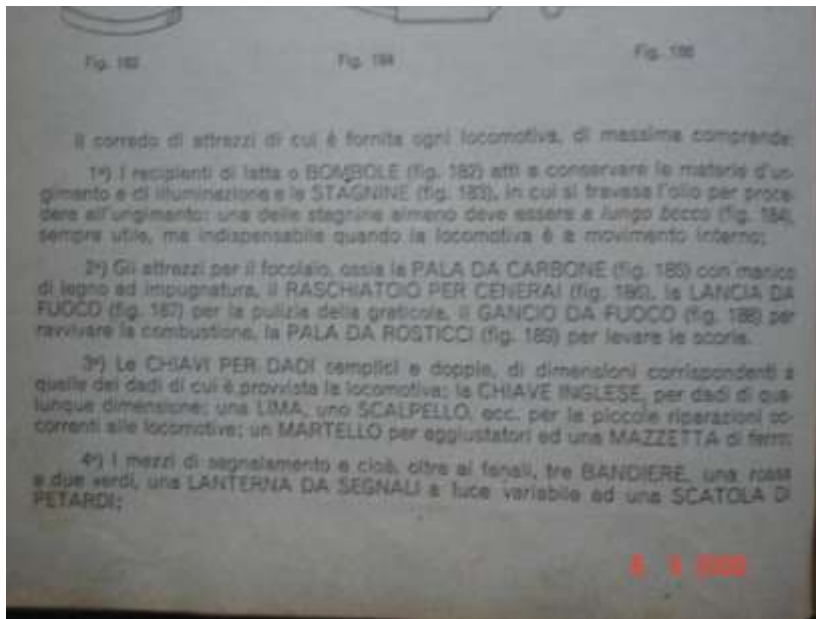 Fig. 183
Fig. 184
Fig.
Il corredo di attrezzi di cui è fornita ogni locomotiva, di massima comprende:
1º) I recipienti di latta o BOMBOLE (fig. 182) atti a conservare le materie d'un-
gimento e di illuminazione e le STAGNINE (fig. 183), in cui si travasa l'olio per proce-
dere all'ungimento; una delle stagnine almeno deve essere a lungo becco (fig. 184),
sempre utile, ma indispensabile quando la locomotiva è a movimento interno;
2º) Gli attrezzi per il focolaio, ossia la PALA DA CARBONE (fig. 185) con manico
di legno ad impugnatura, il RASCHIATOIO PER CENERAI (fig. 186), la LANCIA DA
FUOCO (fig. 187) per la pulizia della graticola, il GANCIO DA FUOCO (fig. 188) per
ravvivare la combustione, la PALA DA ROSTICCI (fig. 189) per levare le scorie.
3º) Le CHIAVI PER DADI semplici e doppie, di dimensioni corrispondenti a
quelle dei dadi di cui è provvista la locomotiva; la CHIAVE INGLESE, per dadi di qua-
lunque dimensione; una LIMA, uno SCALPELLO, ecc. per le piccole riparazioni oc-
correnti alle locomotive; un MARTELLO per aggiustatori ed una MAZZETTA di ferro;
4º) I mezzi di segnalamento e cioè, oltre ai fanali, tre BANDIERE, una rossa
e due verdi, una LANTERNA DA SEGNALI a luce variabile ed una SCATOLA DI
PETARDI;